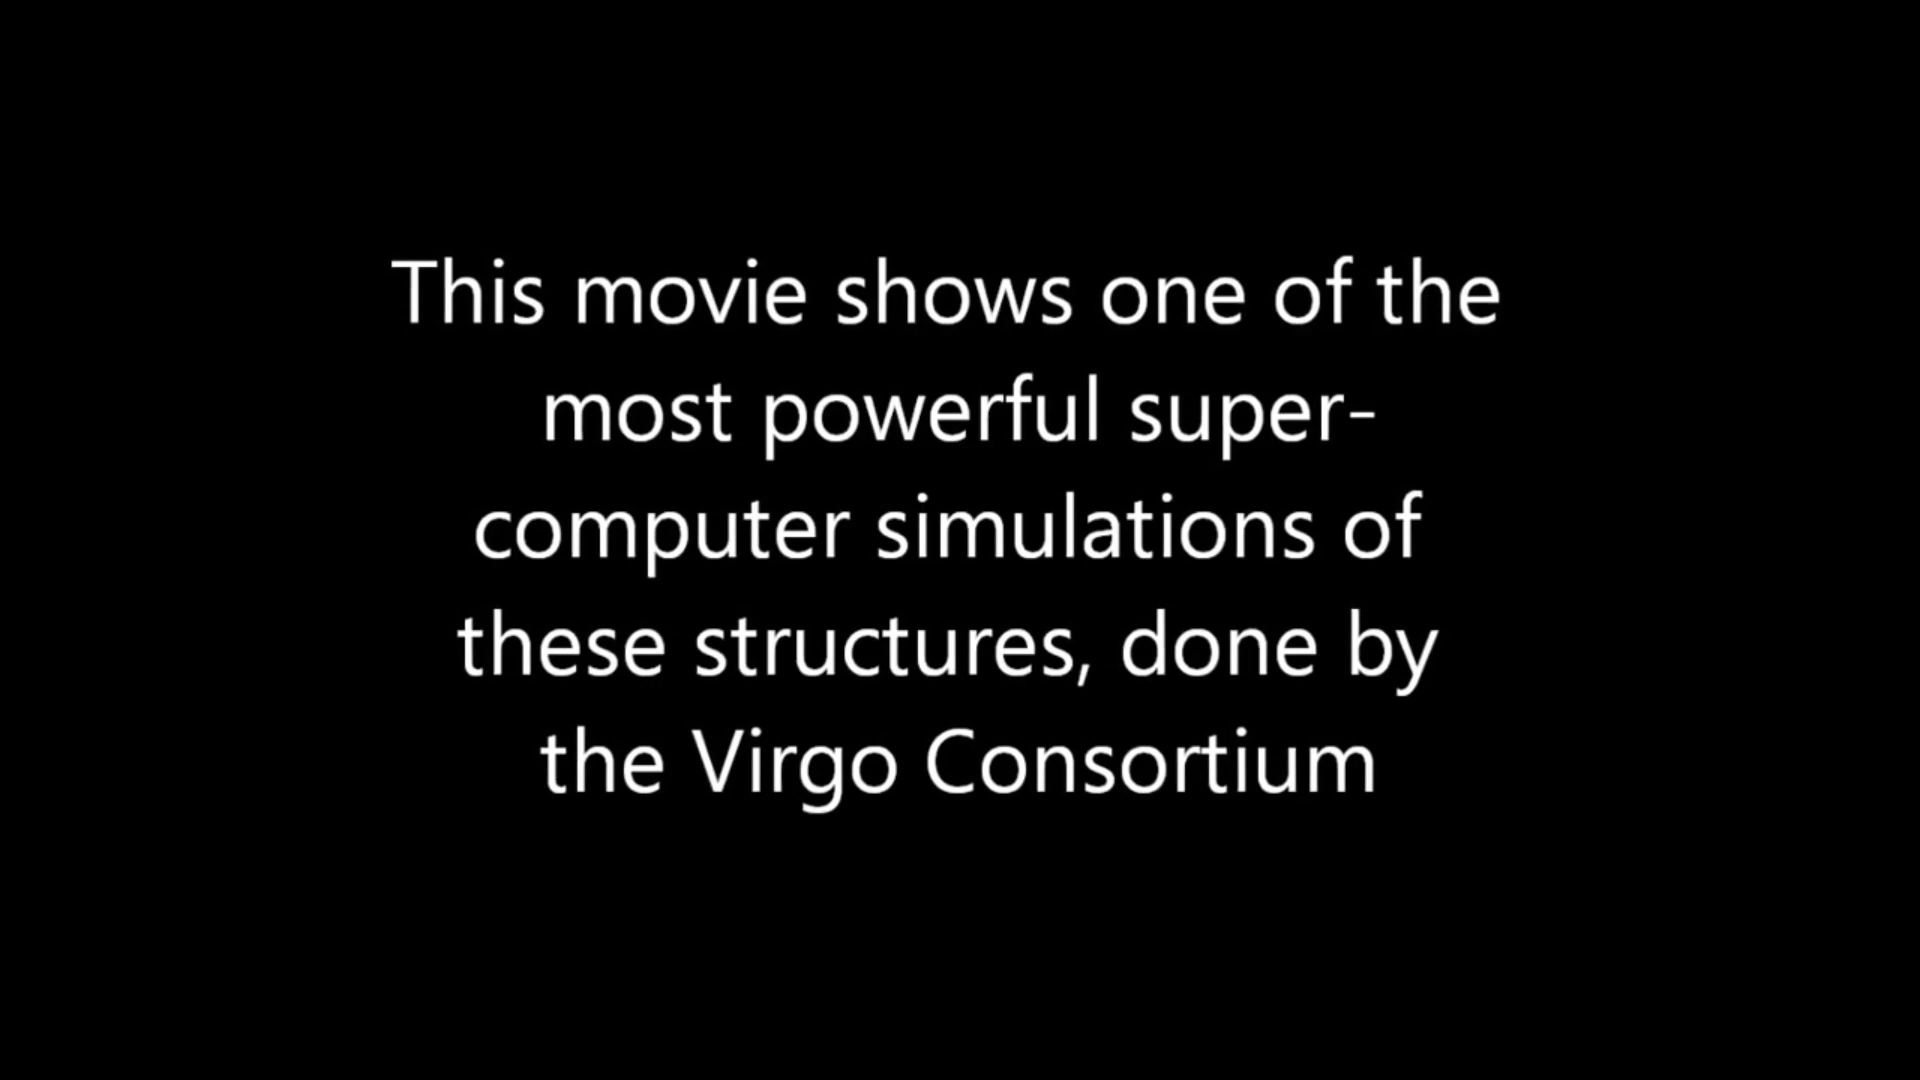 This movie shows one of the
most powerful super-
computer simulations of
these structures, done by
the Virgo Consortium